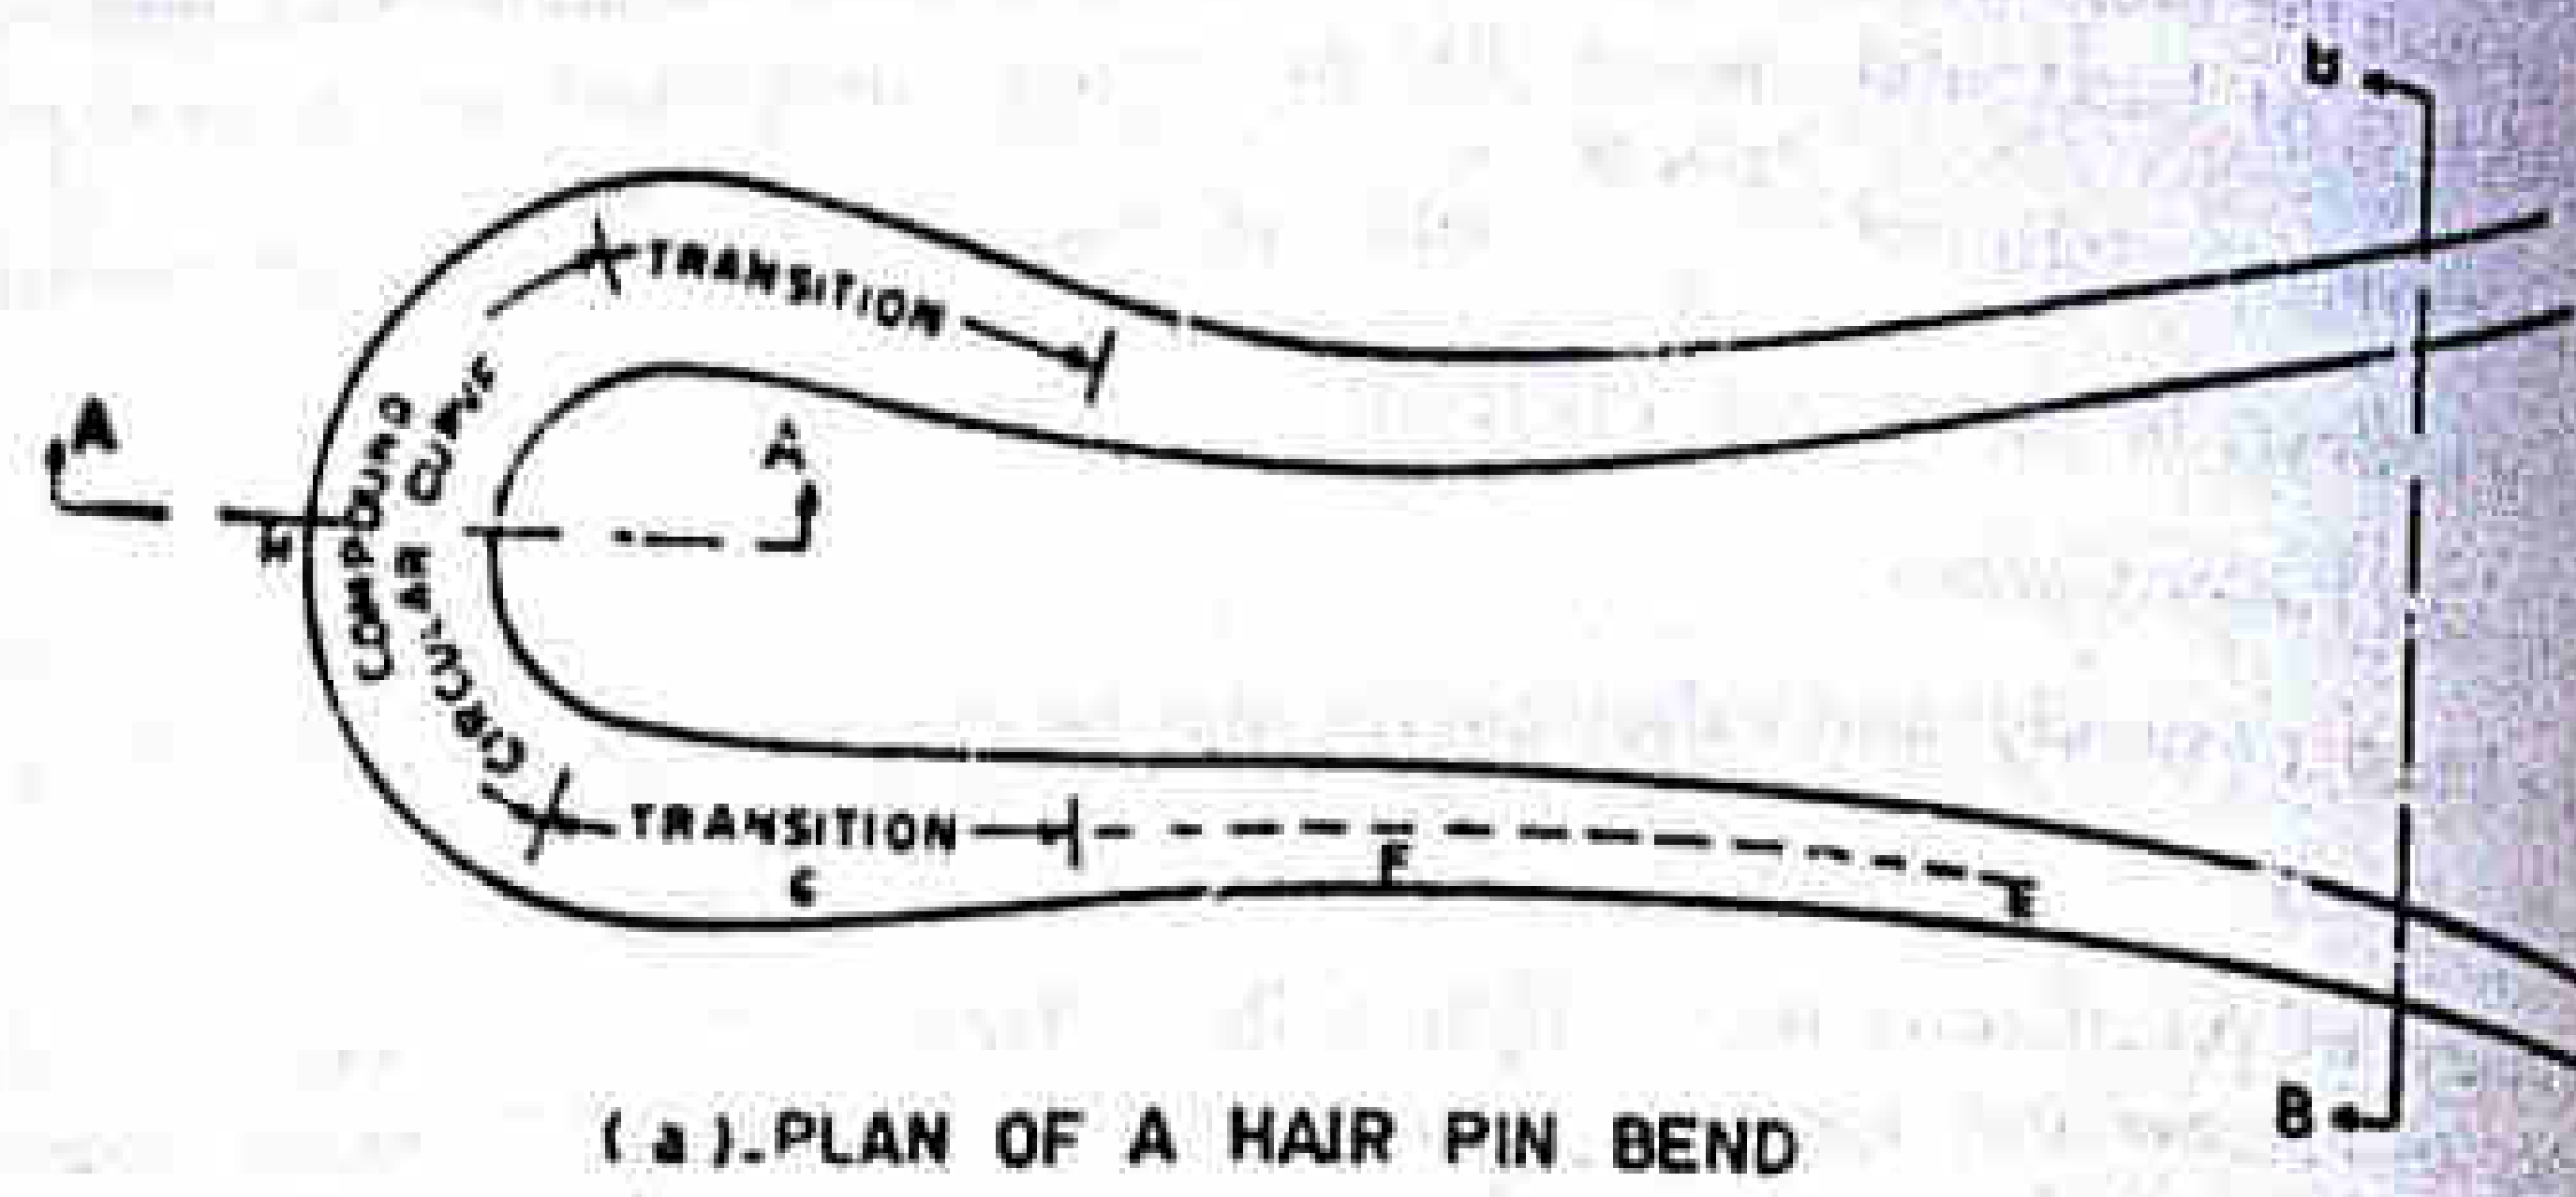 B
TRANSITION
A
A
COMPOUND
CIRCULAR CURVE
H
TRANSITION
F
E
B
(a).PLAN OF A HAIR PIN BEND